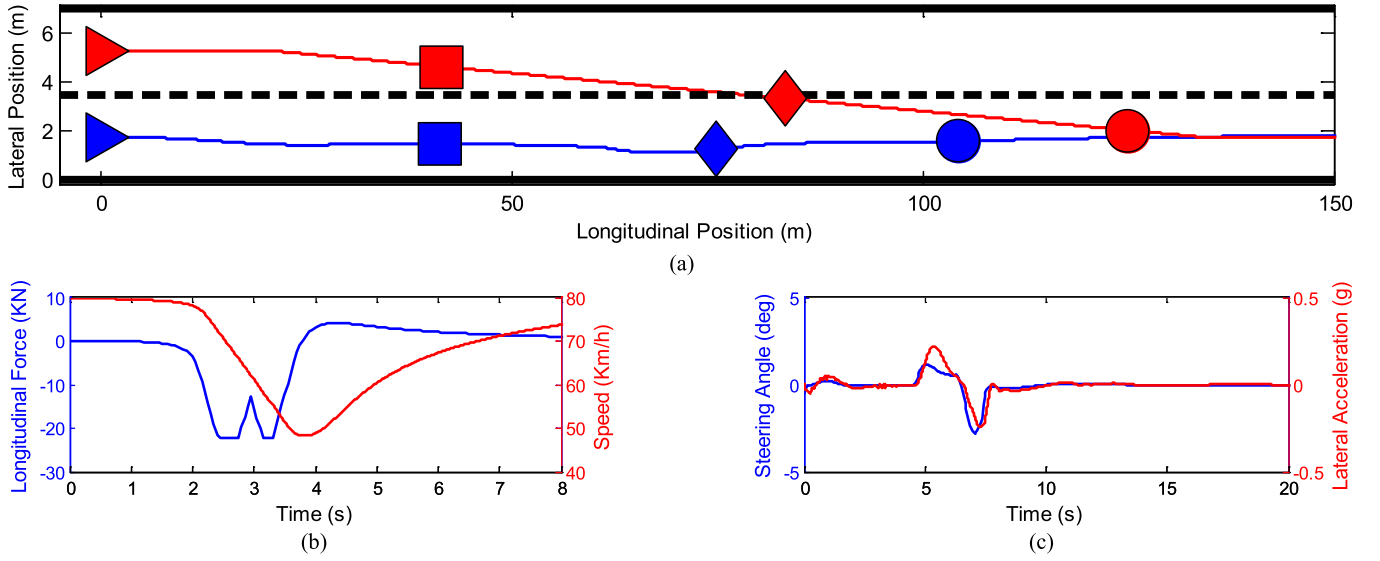 Lateral Position (m)
6
4
2
0
0 50 100 150
Longitudinal Position (m)
(a)
Longitudinal Force (KN)
10
0
-10
-20
-30
80
70
60
50
40
Speed (Km/h)
0 1 2 3 4 5 6 7 8
Time (s)
(b)
Steering Angle (deg)
5
0
-5
0.5
0
-0.5
Lateral Acceleration (g)
0 5 10 15 20
Time (s)
(c)